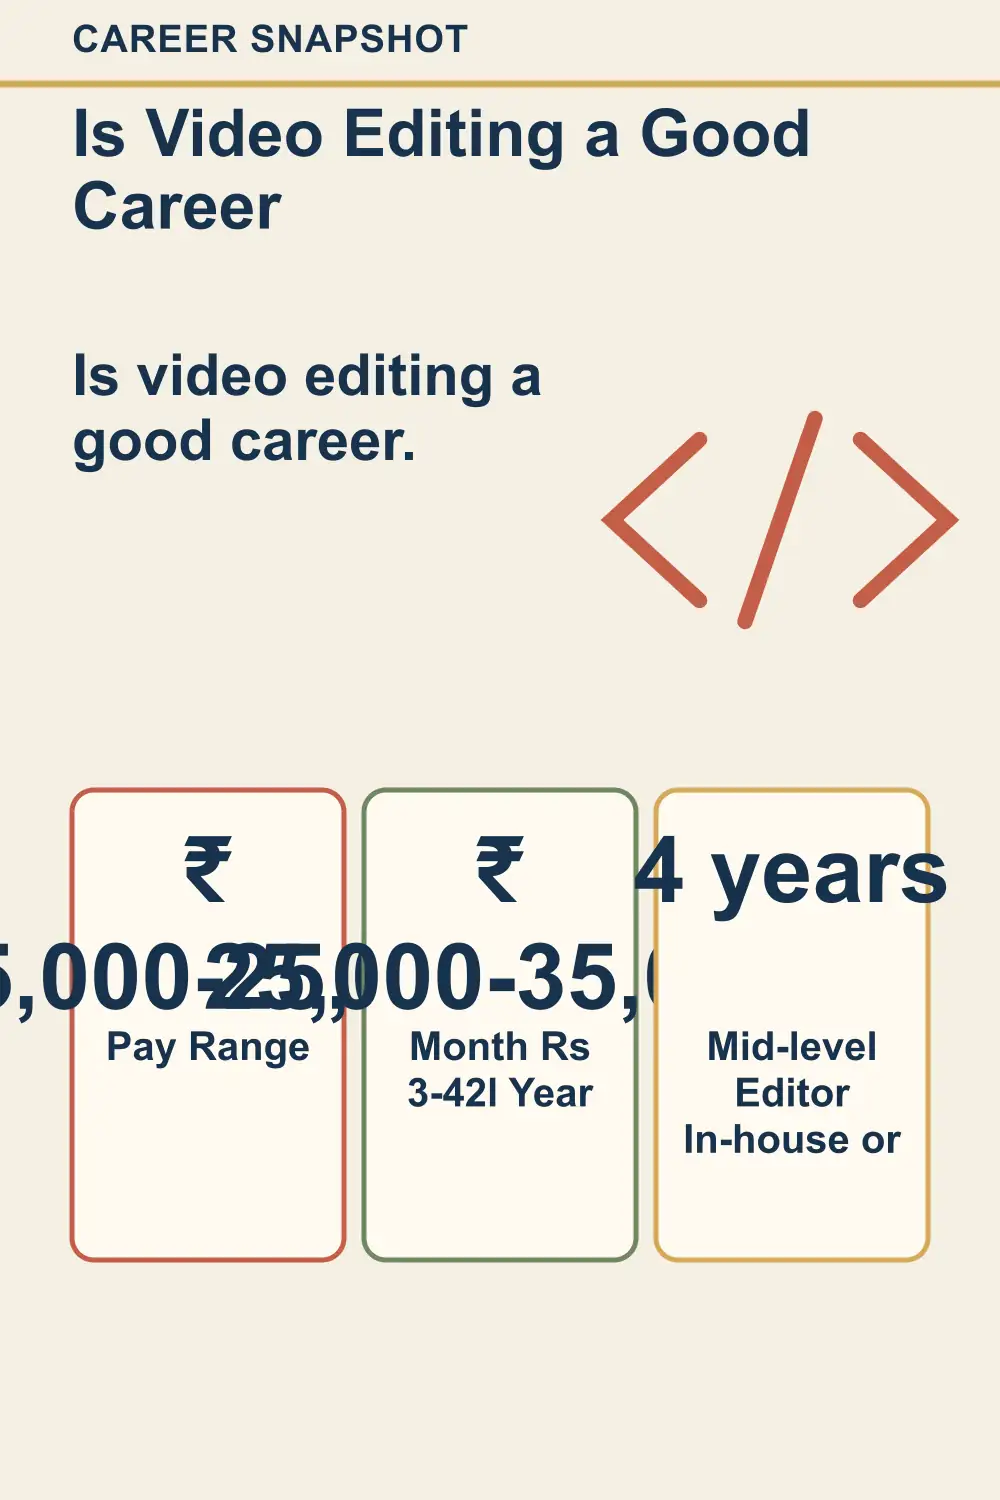 CAREER SNAPSHOT
Is Video Editing a Good
Career
Is video editing a
good career.
₹
₹
4 years
Pay Range
Month Rs
3-42l Year
Mid-level
Editor
In-house or